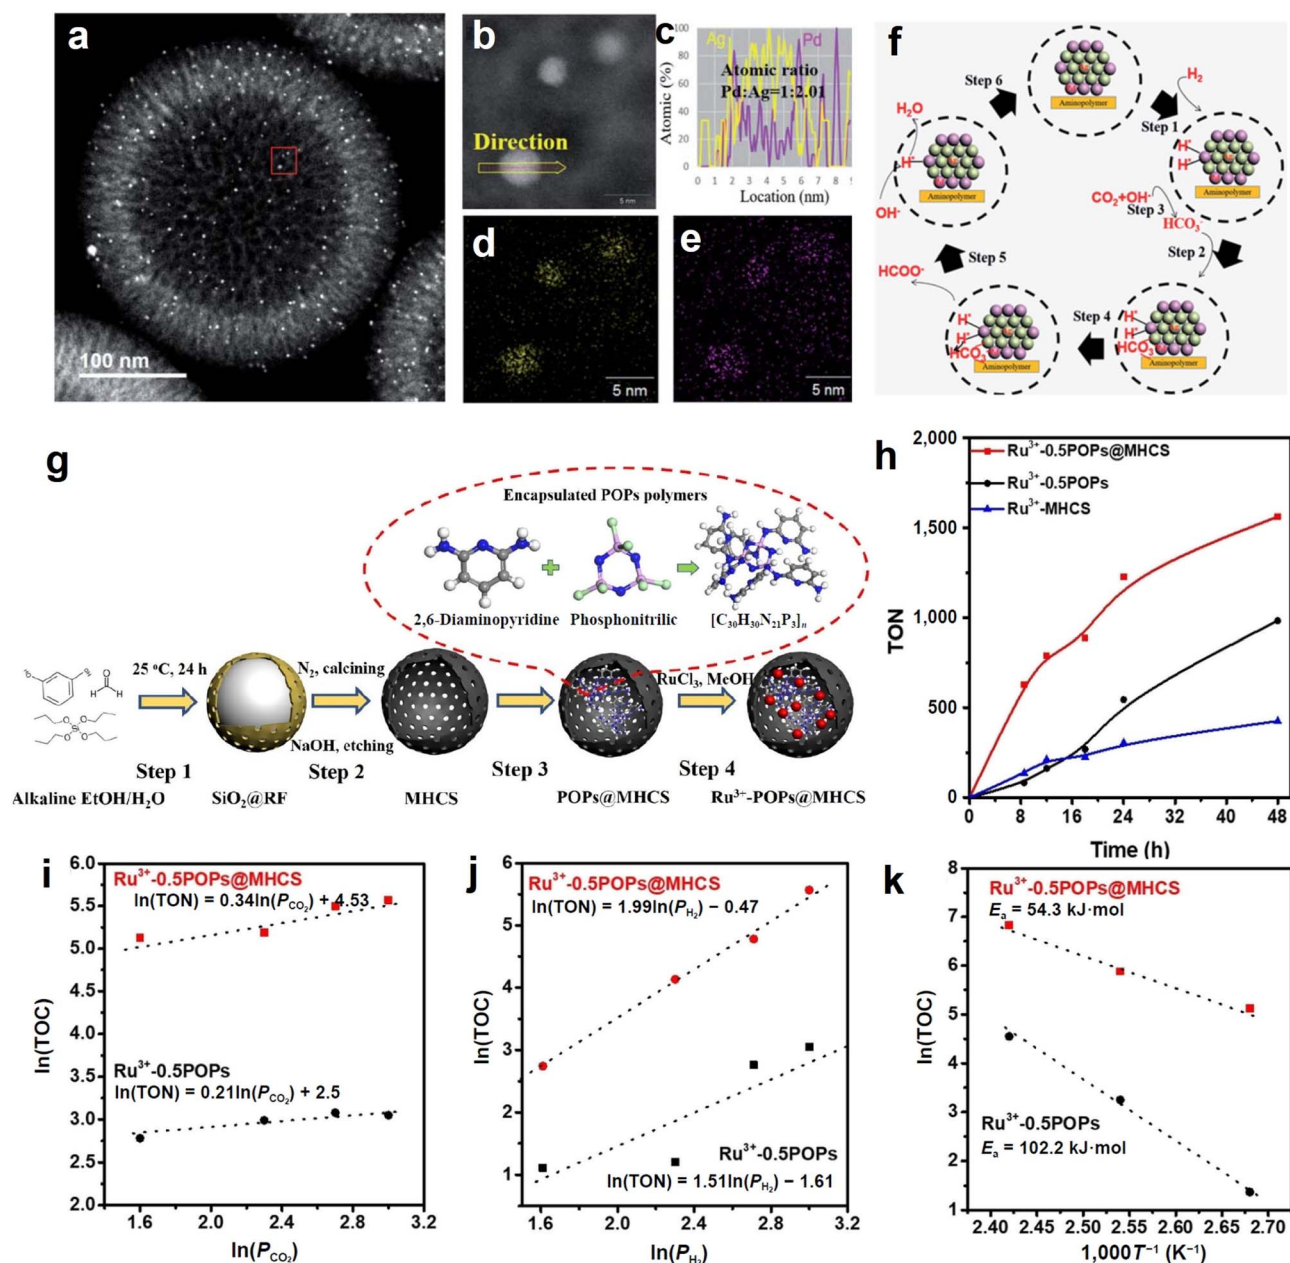 a
100 nm
b
Direction
5 nm
c
Ag
Pd
Atomic ratio
Pd:Ag=1:2.01
Atomic (%)
100
80
60
40
20
0
0 1 2 3 4 5 6 7 8 9
Location (nm)
d
5 nm
e
5 nm
f
Aminopolymer
Step 6
H₂
Step 1
H₂O
H*
Aminopolymer
OH⁻
H*
H*
Aminopolymer
CO₂+OH⁻
Step 3
HCO₃⁻
Step 2
HCOO⁻
Step 5
H*
H*
HCO₃⁻
Aminopolymer
Step 4
H*
H*
HCO₃⁻
Aminopolymer
g
Encapsulated POPs polymers
2,6-Diaminopyridine
Phosphonitrilic
[C₃₀H₃₀N₂₁P₃]ₙ
25 °C, 24 h
N₂, calcining
NaOH, etching
RuCl₃, MeOH
Step 1
Step 2
Step 3
Step 4
Alkaline EtOH/H₂O
SiO₂@RF
MHCS
POPs@MHCS
Ru³⁺-POPs@MHCS
h
Ru³⁺-0.5POPs@MHCS
Ru³⁺-0.5POPs
Ru³⁺-MHCS
TON
2,000
1,500
1,000
500
0
0 8 16 24 32 40 48
Time (h)
i
Ru³⁺-0.5POPs@MHCS
ln(TON) = 0.34ln(P_CO₂) + 4.53
Ru³⁺-0.5POPs
ln(TON) = 0.21ln(P_CO₂) + 2.5
ln(TOC)
6.0
5.5
5.0
4.5
4.0
3.5
3.0
2.5
2.0
1.6 2.0 2.4 2.8 3.2
ln(P_CO₂)
j
Ru³⁺-0.5POPs@MHCS
ln(TON) = 1.99ln(P_H₂) − 0.47
Ru³⁺-0.5POPs
ln(TON) = 1.51ln(P_H₂) − 1.61
ln(TOC)
6
5
4
3
2
1
1.6 2.0 2.4 2.8 3.2
ln(P_H₂)
k
Ru³⁺-0.5POPs@MHCS
Eₐ = 54.3 kJ·mol
Ru³⁺-0.5POPs
Eₐ = 102.2 kJ·mol
ln(TOC)
8
7
6
5
4
3
2
1
2.40 2.45 2.50 2.55 2.60 2.65 2.70
1,000T⁻¹ (K⁻¹)